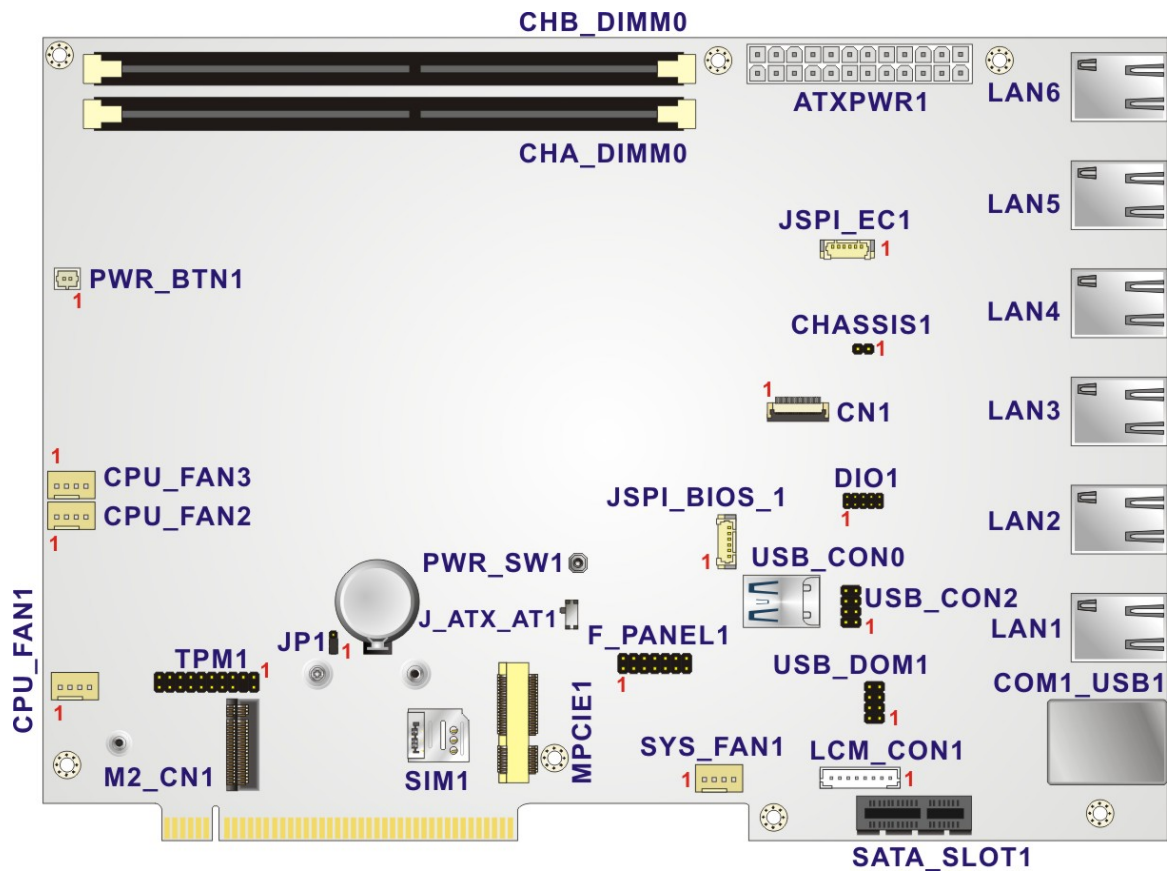 CHB_DIMM0
ATXPWR1
LAN6
CHA_DIMM0
LAN5
JSPI_EC1
1
PWR_BTN1
1
LAN4
CHASSIS1
1
1
CN1
LAN3
1
CPU_FAN3
CPU_FAN2
1
DIO1
1
JSPI_BIOS_1
1
LAN2
PWR_SW1
USB_CON0
USB_CON2
1
J_ATX_AT1
JP1
1
F_PANEL1
1
LAN1
CPU_FAN1
1
TPM1
1
USB_DOM1
1
COM1_USB1
M2_CN1
SIM1
MPCIE1
SYS_FAN1
1
LCM_CON1
1
SATA_SLOT1